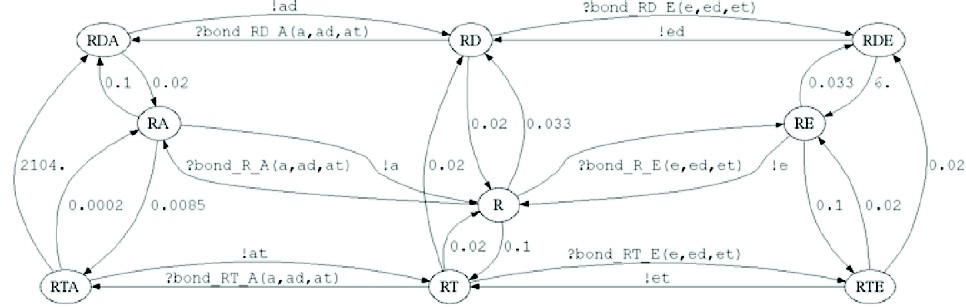 !ad
?bond_RD_E(e,ed,et)
RDA
?bond_RD_A(a,ad,at)
RD
!ed
RDE
0.1
0.02
0.033
6.
RA
0.02
0.033
RE
2104.
?bond_R_A(a,ad,at)
!a
0.02
?bond_R_E(e,ed,et)
!e
0.02
0.0002
0.0085
R
0.1
0.02
!at
0.02
0.1
?bond_RT_E(e,ed,et)
RTA
?bond_RT_A(a,ad,at)
RT
!et
RTE